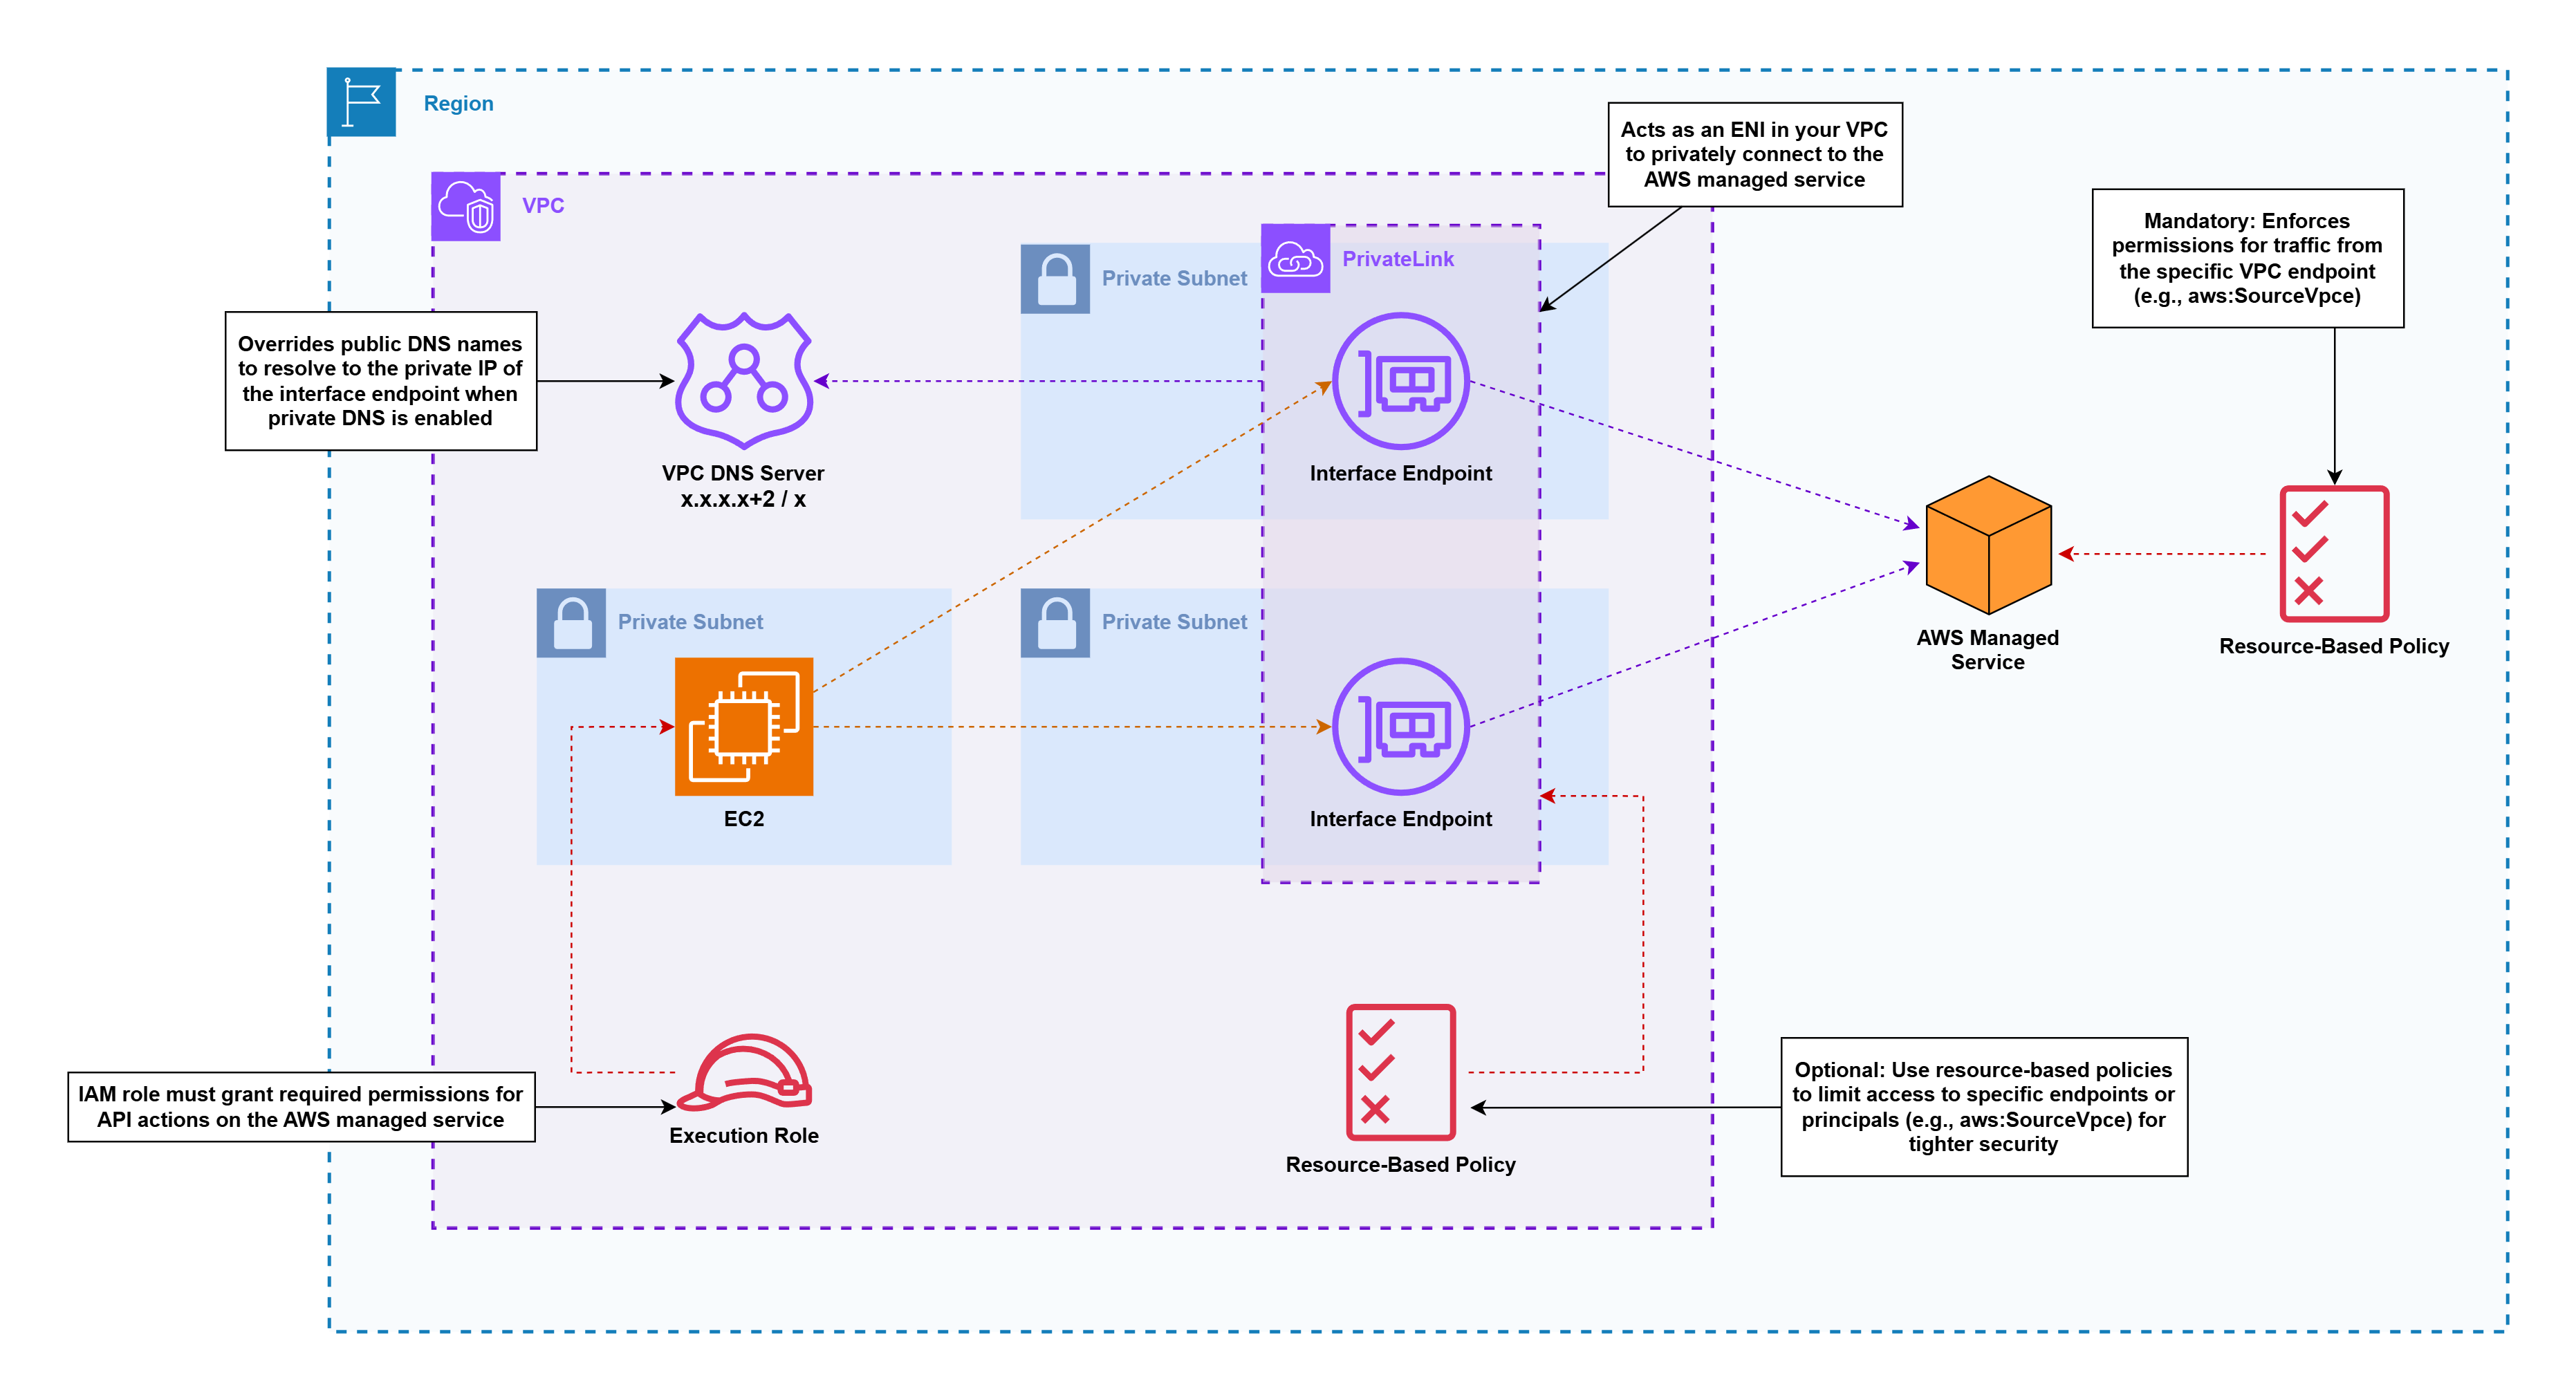 Region
Acts as an ENI in your VPC
to privately connect to the
AWS managed service
Mandatory: Enforces
permissions for traffic from
the specific VPC endpoint
(e.g., aws:SourceVpce)
VPC
PrivateLink
Private Subnet
Overrides public DNS names
to resolve to the private IP of
the interface endpoint when
private DNS is enabled
VPC DNS Server
x.x.x.x+2 / x
Interface Endpoint
Private Subnet
Private Subnet
AWS Managed
Service
Resource-Based Policy
EC2
Interface Endpoint
IAM role must grant required permissions for
API actions on the AWS managed service
Execution Role
Resource-Based Policy
Optional: Use resource-based policies
to limit access to specific endpoints or
principals (e.g., aws:SourceVpce) for
tighter security